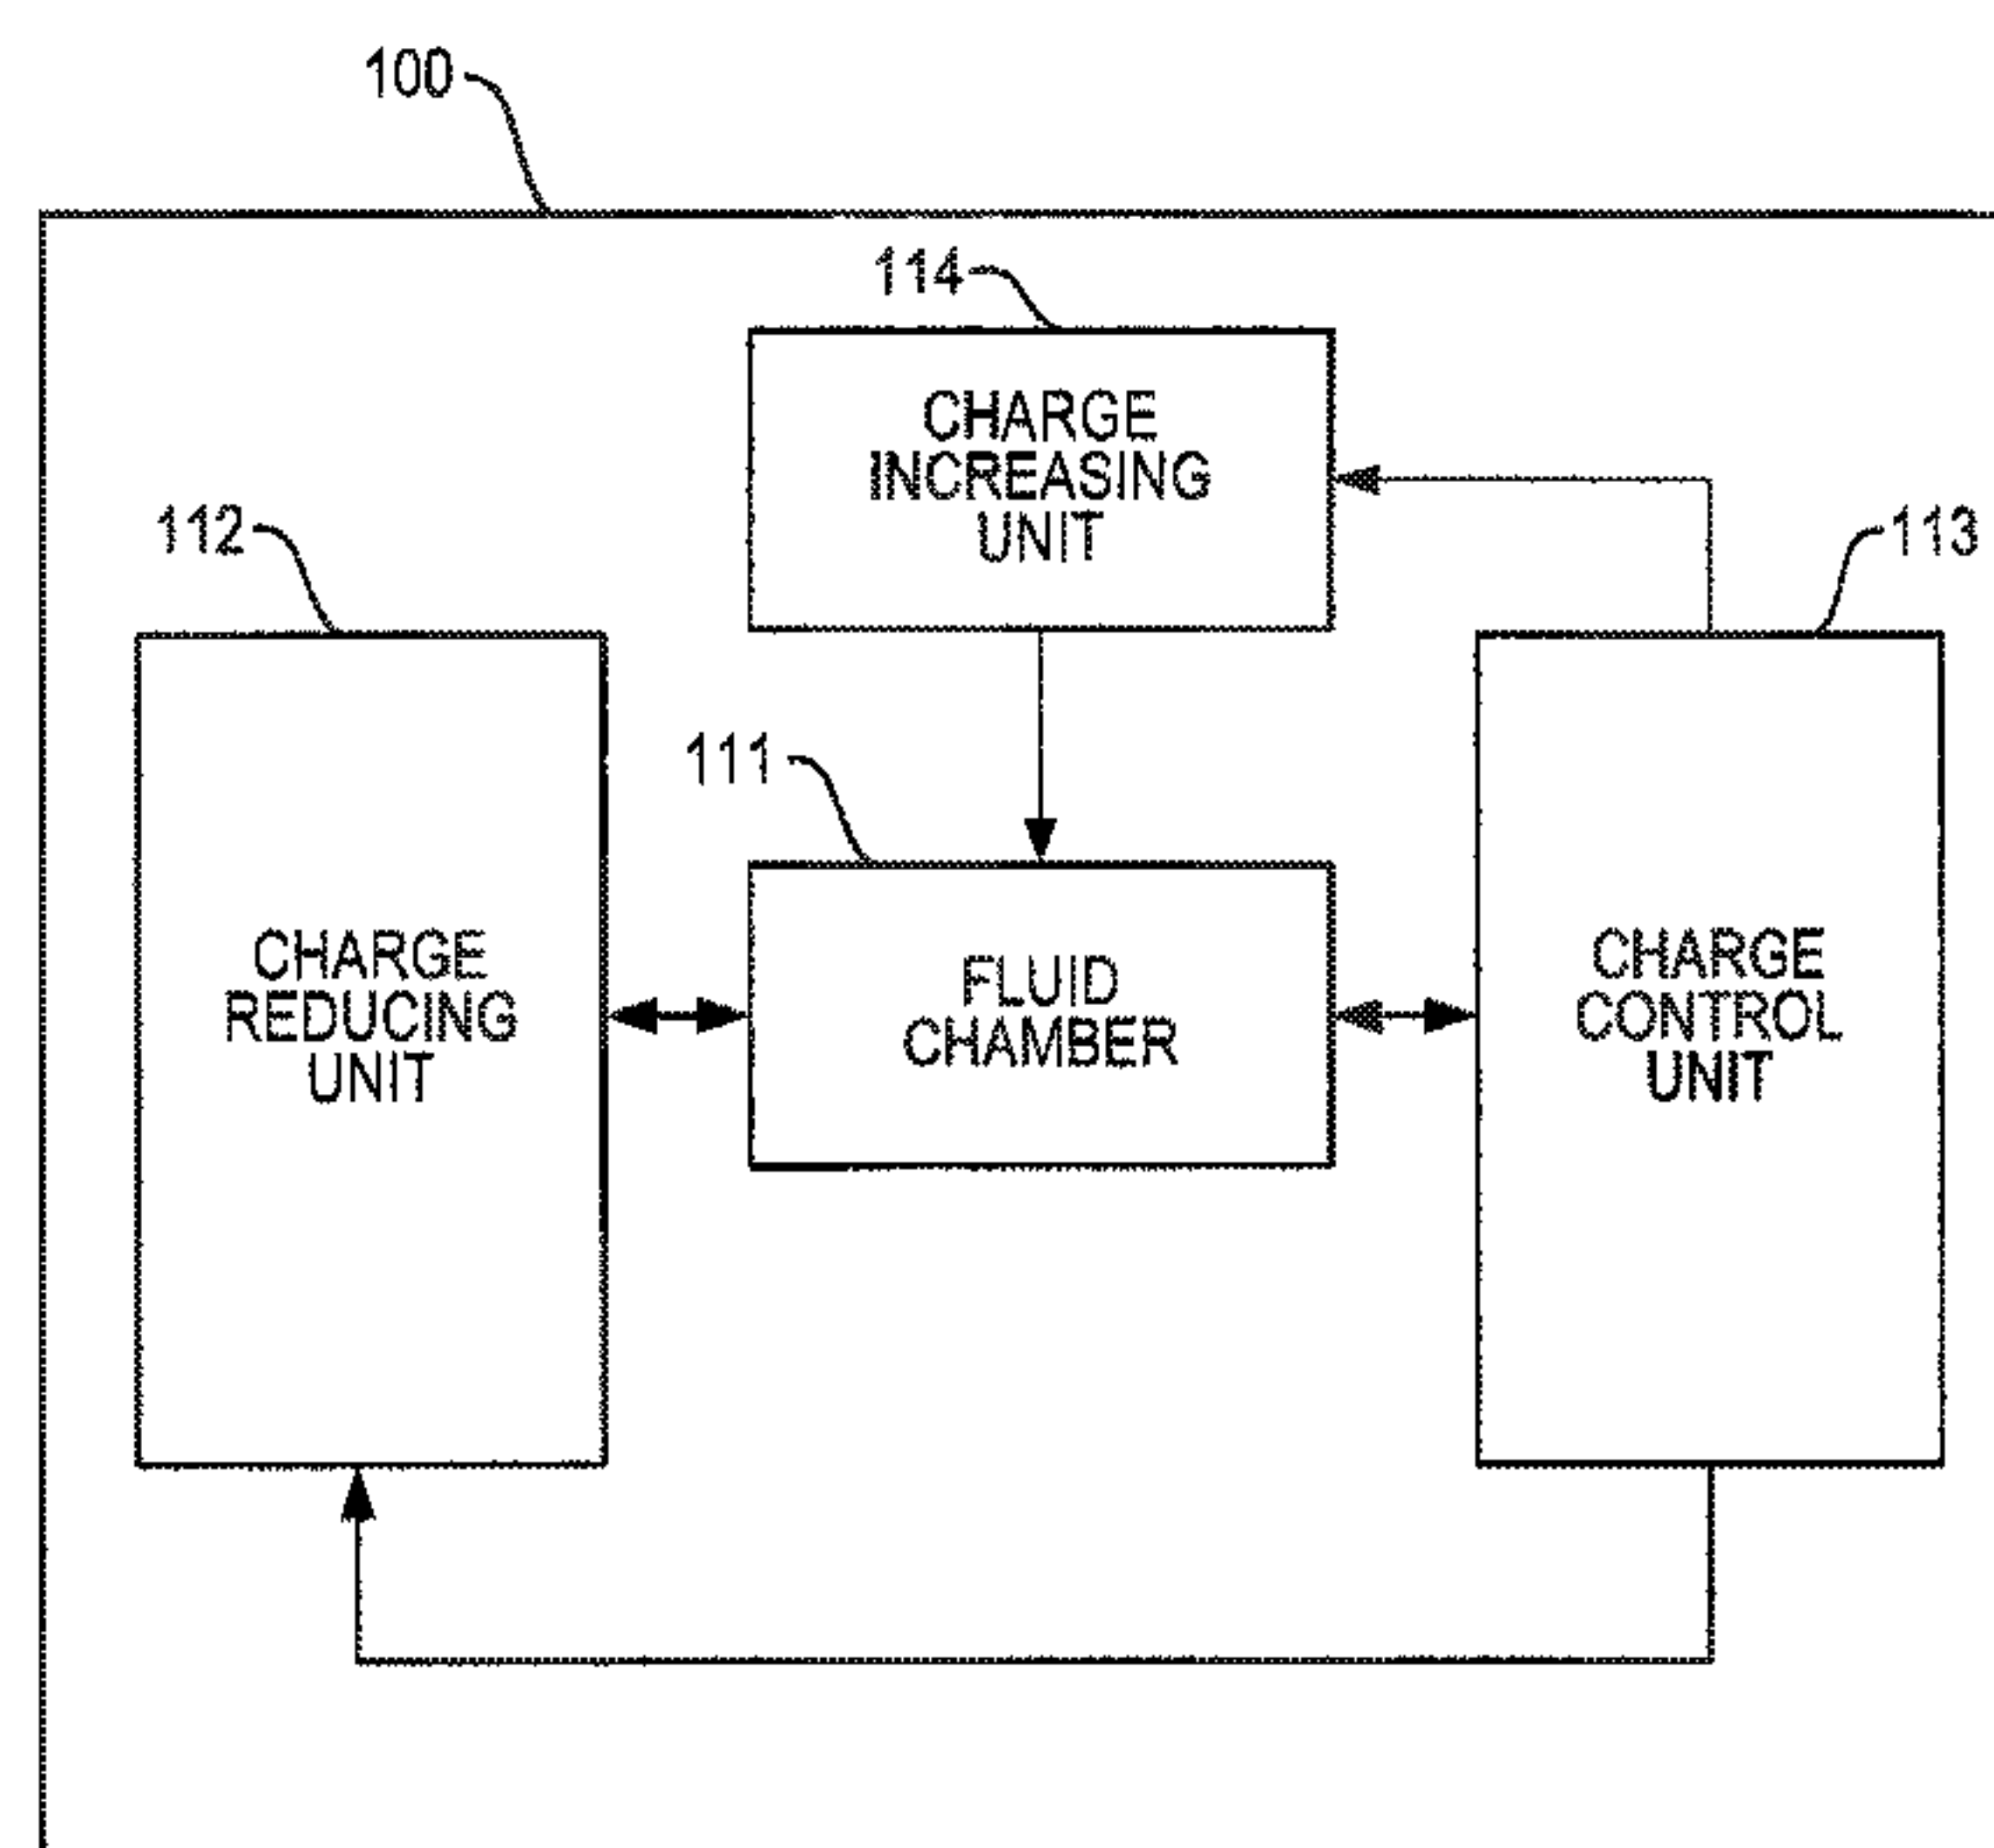 100
114
CHARGE
INCREASING
UNIT
112
113
111
CHARGE
REDUCING
UNIT
FLUID
CHAMBER
CHARGE
CONTROL
UNIT